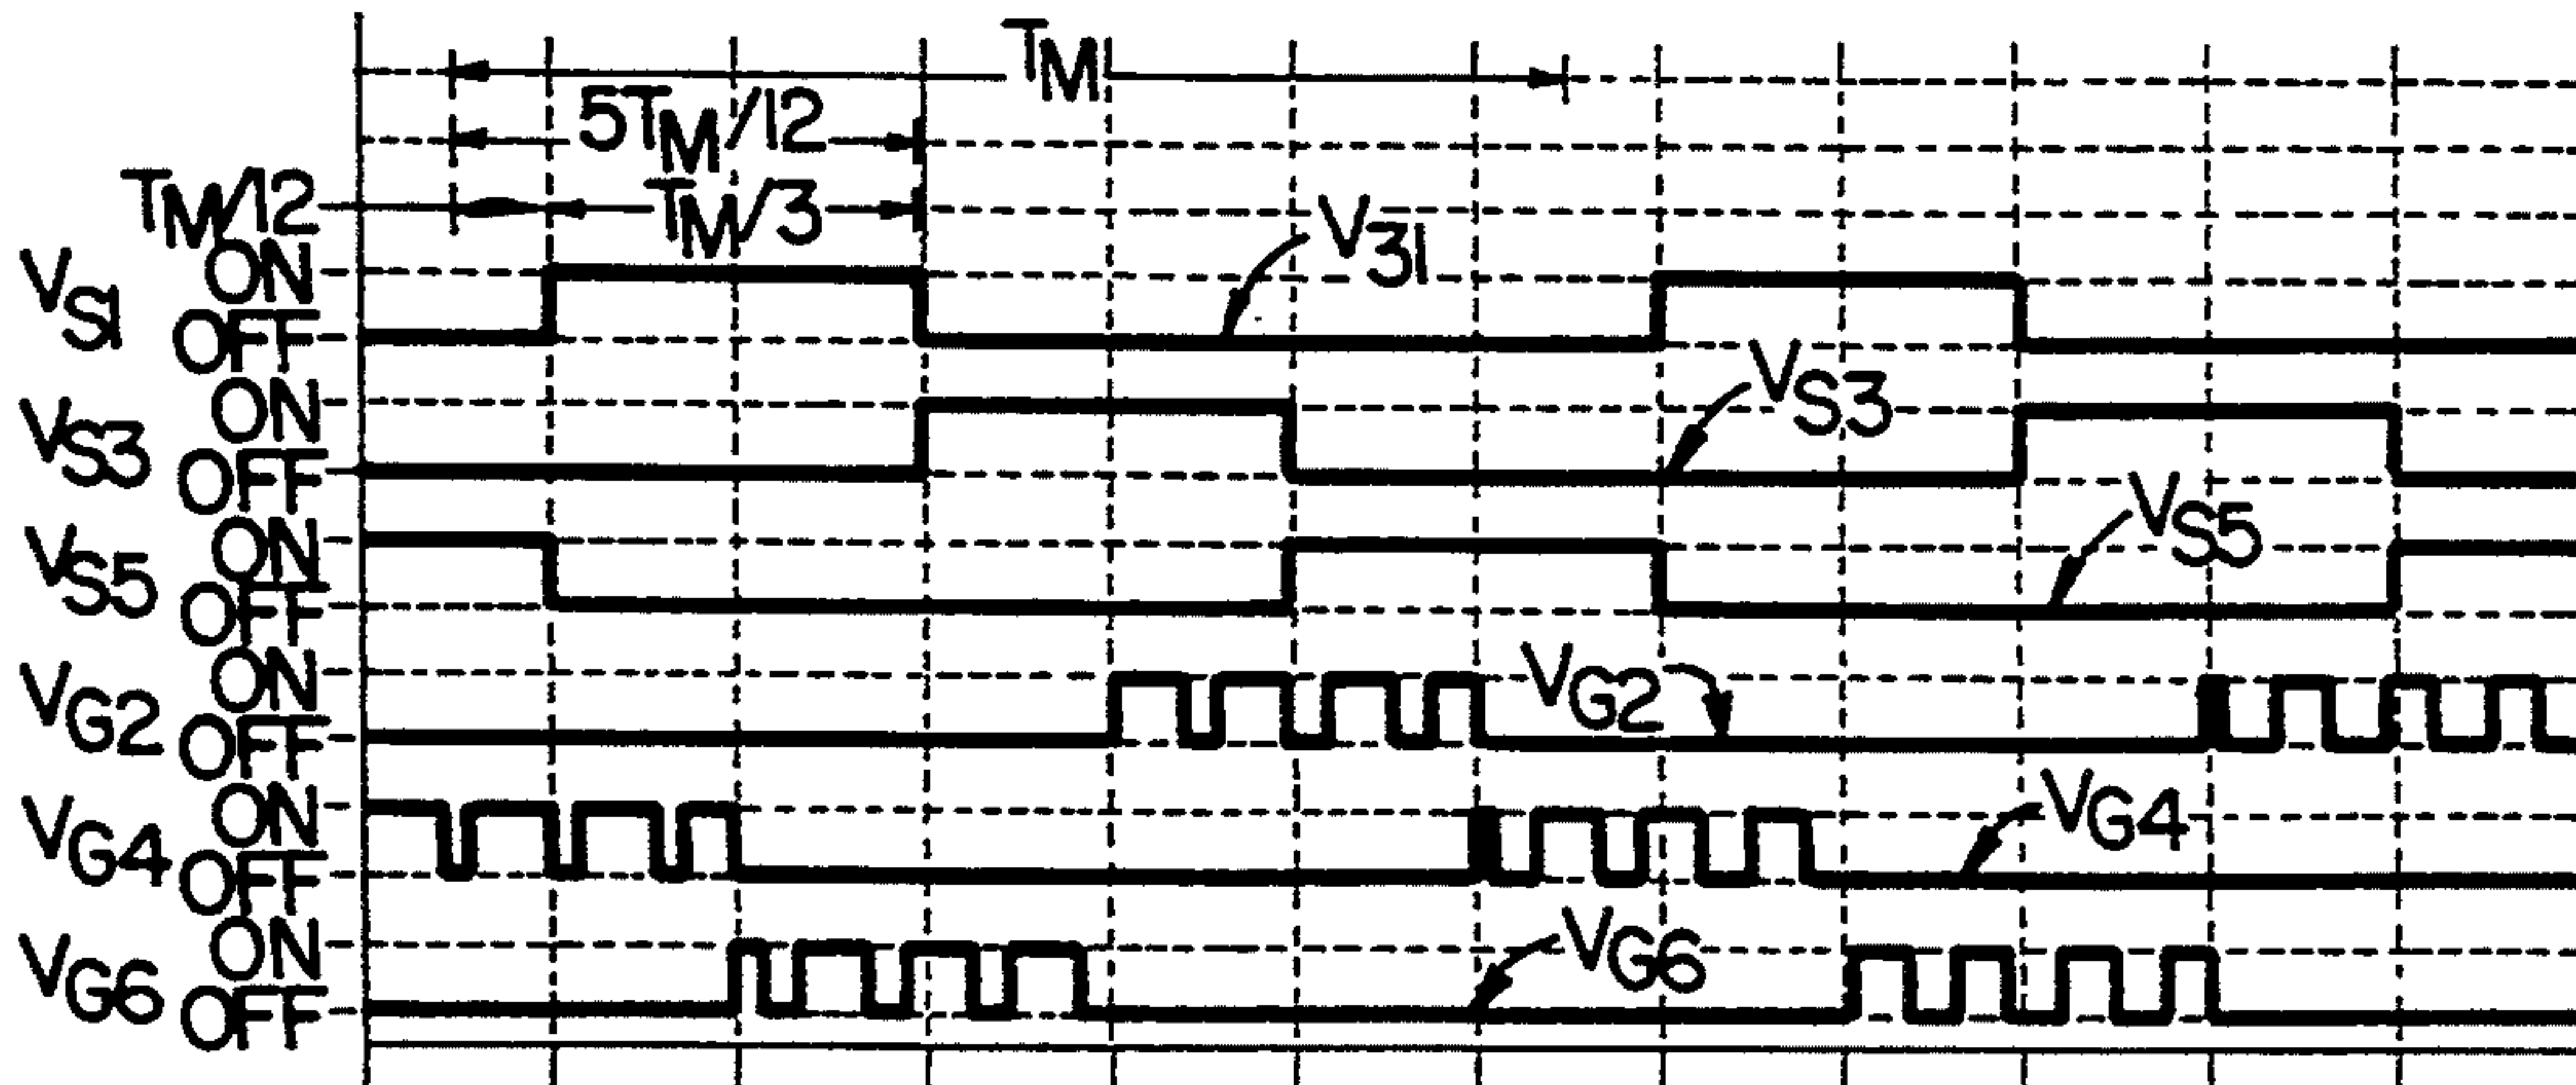 TM
5TM/12
TM/12 TM/3
VS1 ON OFF V31
VS3 ON OFF VS3
VS5 ON OFF VS5
VG2 ON OFF VG2
VG4 ON OFF VG4
VG6 ON OFF VG6